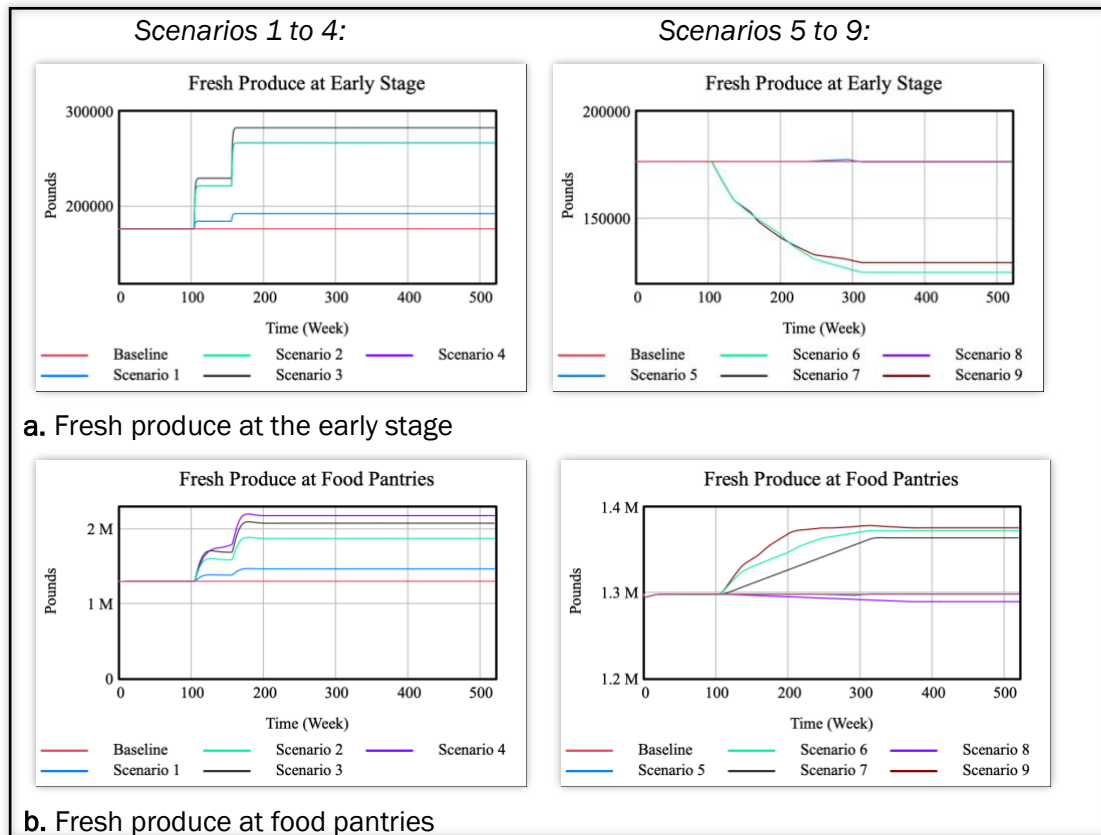 Scenarios 1 to 4:
Scenarios 5 to 9:
Fresh Produce at Early Stage
300000
200000
Pounds
0 100 200 300 400 500
Time (Week)
Baseline Scenario 2 Scenario 4
Scenario 1 Scenario 3
Fresh Produce at Early Stage
200000
150000
Pounds
0 100 200 300 400 500
Time (Week)
Baseline Scenario 6 Scenario 8
Scenario 5 Scenario 7 Scenario 9
a. Fresh produce at the early stage
Fresh Produce at Food Pantries
2 M
1 M
0
Pounds
0 100 200 300 400 500
Time (Week)
Baseline Scenario 2 Scenario 4
Scenario 1 Scenario 3
Fresh Produce at Food Pantries
1.4 M
1.3 M
1.2 M
Pounds
0 100 200 300 400 500
Time (Week)
Baseline Scenario 6 Scenario 8
Scenario 5 Scenario 7 Scenario 9
b. Fresh produce at food pantries